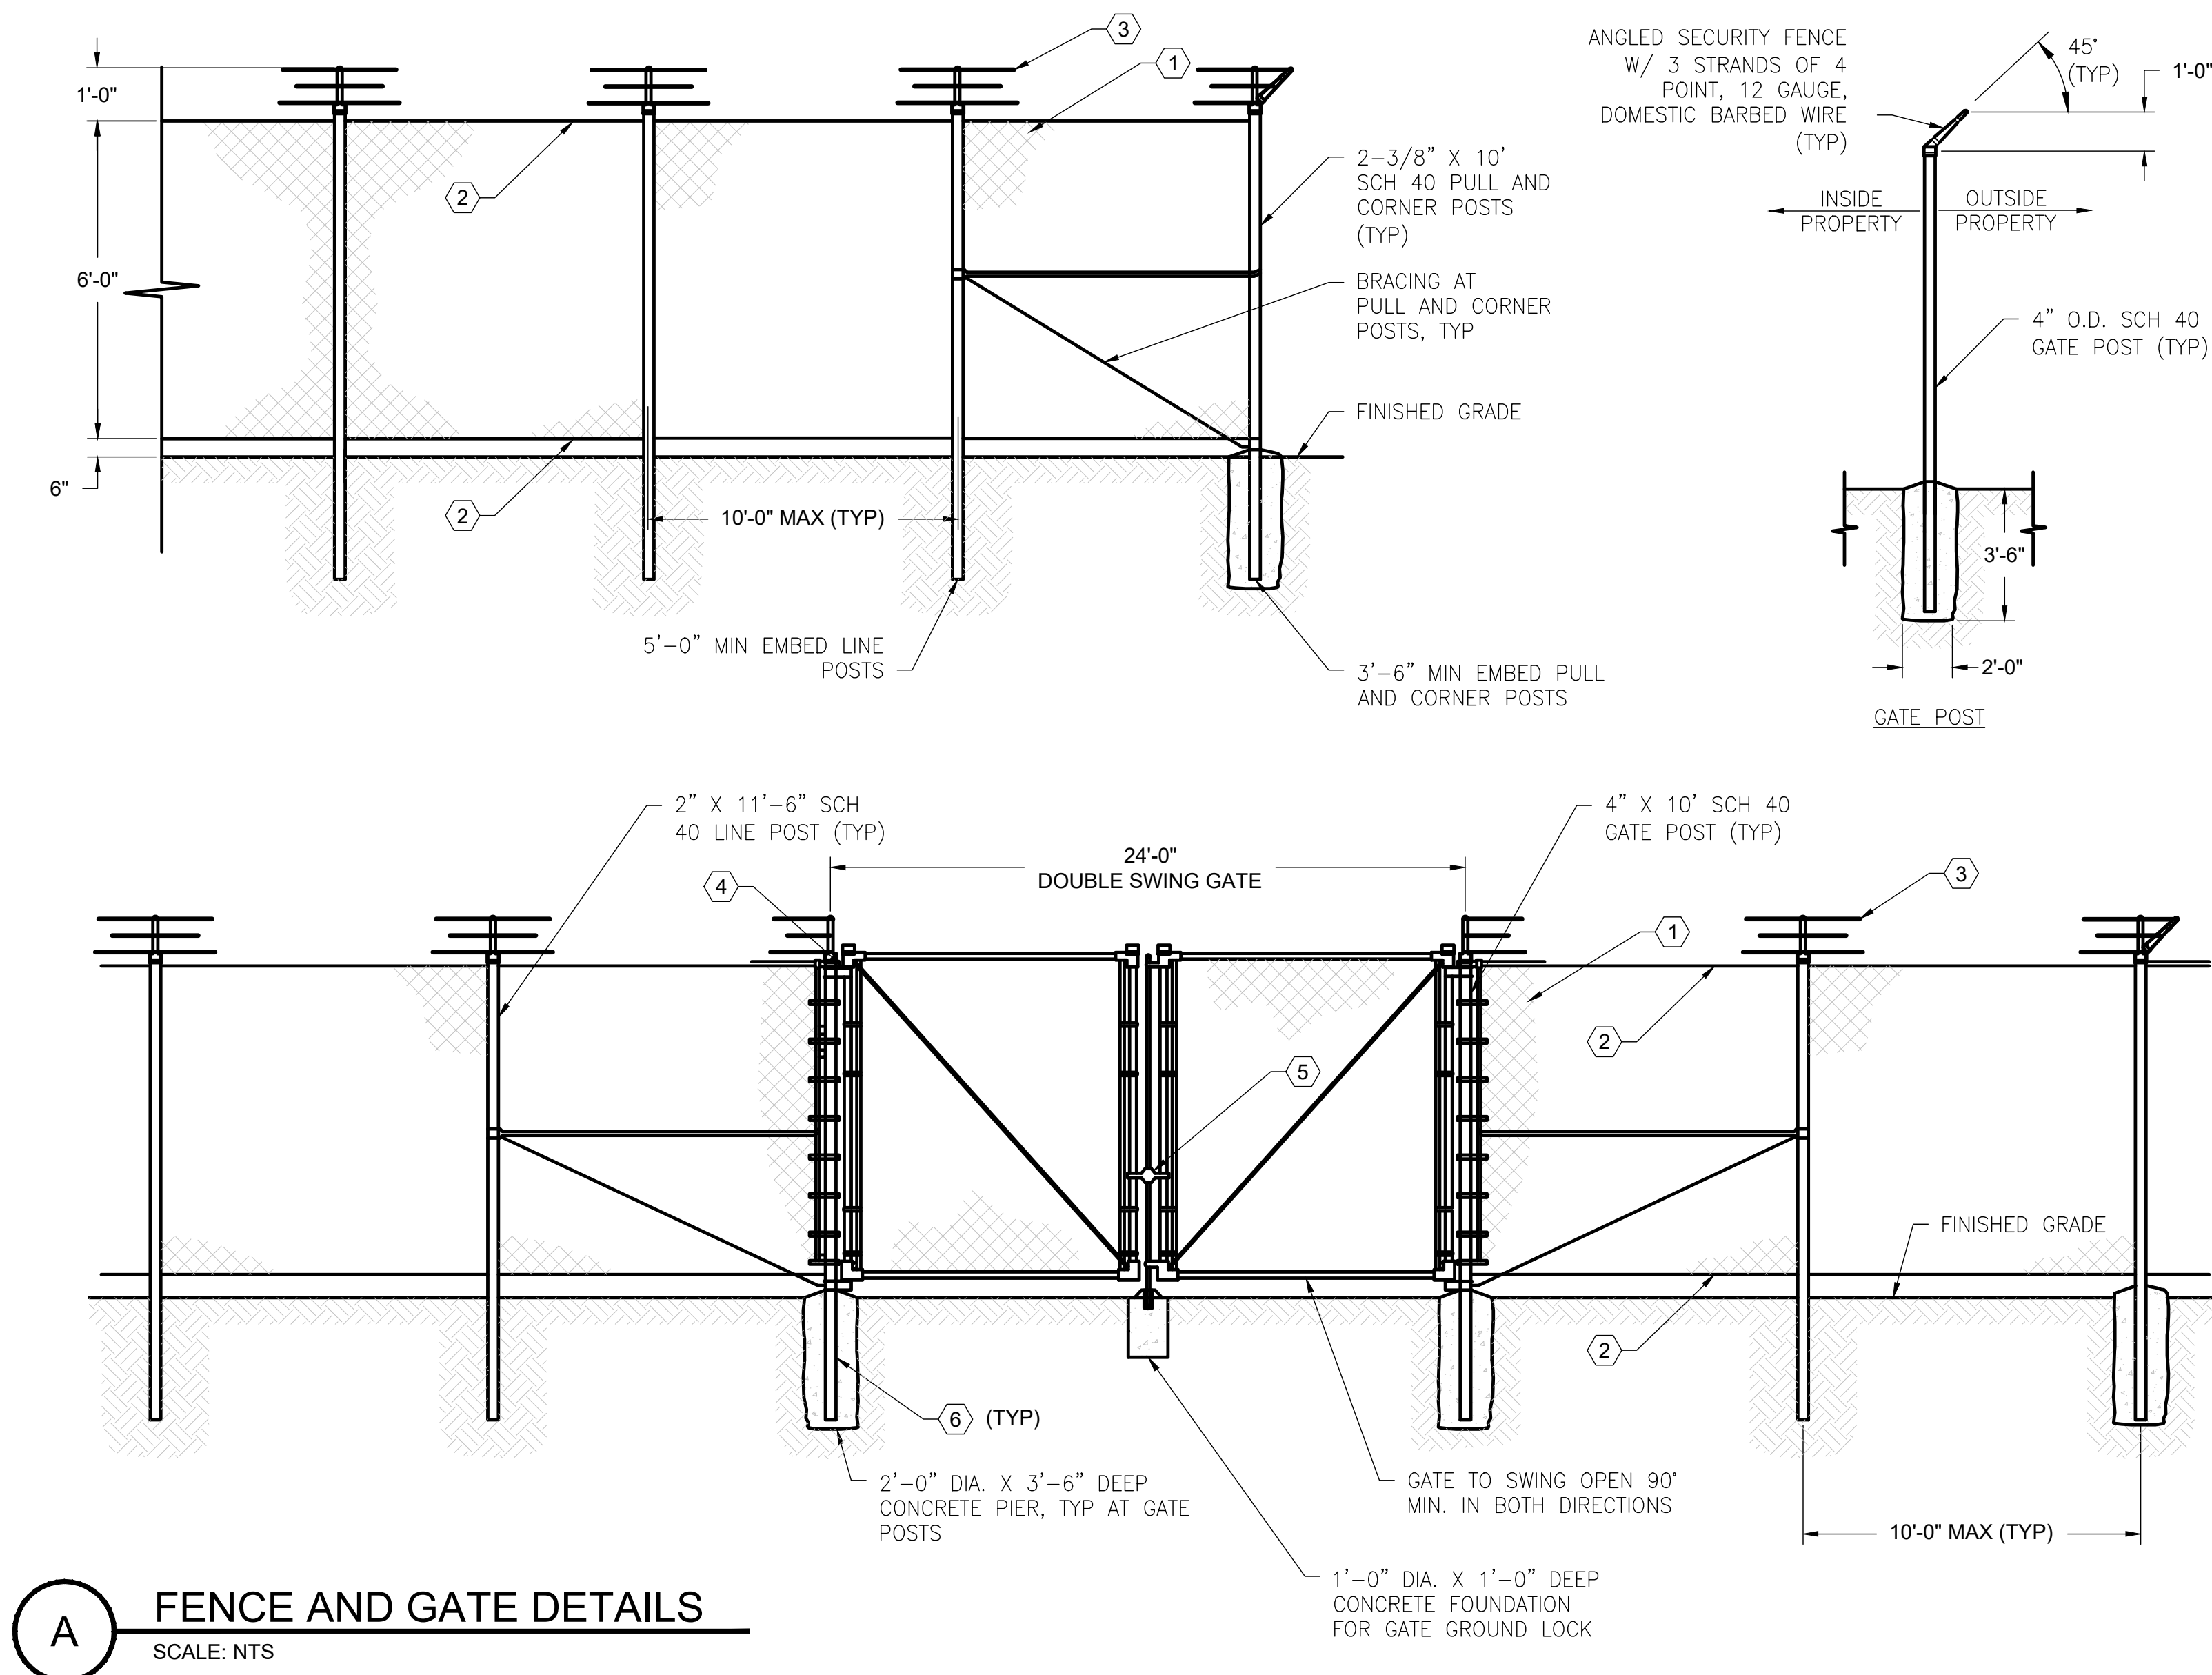 3
1
1'-0"
2
6'-0"
2
6"
2
10'-0" MAX (TYP)
2-3/8" X 10'
SCH 40 PULL AND
CORNER POSTS
(TYP)
BRACING AT
PULL AND CORNER
POSTS, TYP
FINISHED GRADE
5'-0" MIN EMBED LINE
POSTS
3'-6" MIN EMBED PULL
AND CORNER POSTS
ANGLED SECURITY FENCE
W/ 3 STRANDS OF 4
POINT, 12 GAUGE,
DOMESTIC BARBED WIRE
(TYP)
45°
(TYP)
1'-0"
INSIDE
PROPERTY
OUTSIDE
PROPERTY
4" O.D. SCH 40
GATE POST (TYP)
3'-6"
2'-0"
GATE POST
2" X 11'-6" SCH
40 LINE POST (TYP)
4
24'-0"
DOUBLE SWING GATE
4" X 10' SCH 40
GATE POST (TYP)
3
1
2
5
FINISHED GRADE
2
6 (TYP)
2'-0" DIA. X 3'-6" DEEP
CONCRETE PIER, TYP AT GATE
POSTS
GATE TO SWING OPEN 90°
MIN. IN BOTH DIRECTIONS
10'-0" MAX (TYP)
1'-0" DIA. X 1'-0" DEEP
CONCRETE FOUNDATION
FOR GATE GROUND LOCK
A
FENCE AND GATE DETAILS
SCALE: NTS